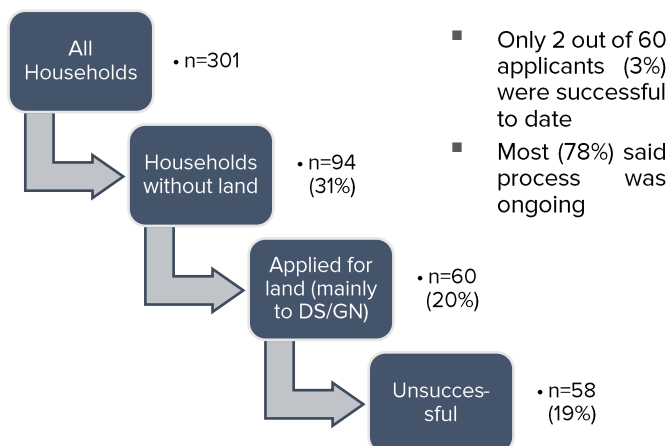 All
Households
• n=301
Households
without land
• n=94
(31%)
Applied for
land (mainly
to DS/GN)
• n=60
(20%)
Unsucces-
sful
• n=58
(19%)
▪ Only 2 out of 60
applicants (3%)
were successful
to date
▪ Most (78%) said
process was
ongoing